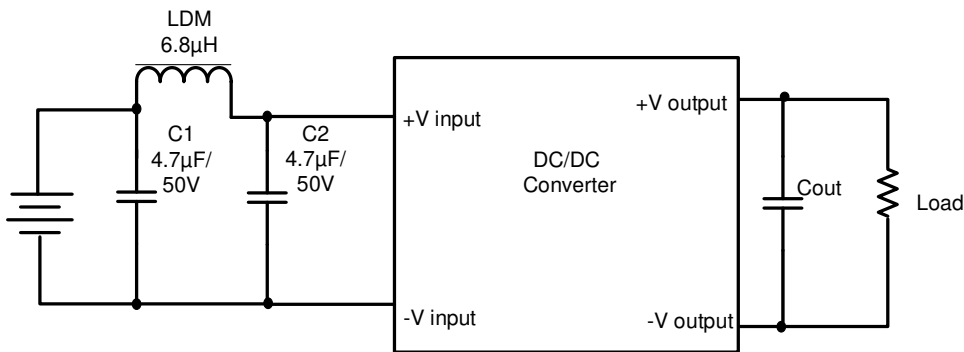 LDM
6.8µH
C1
4.7µF/
50V
C2
4.7µF/
50V
+V input
-V input
DC/DC
Converter
+V output
-V output
Cout
Load